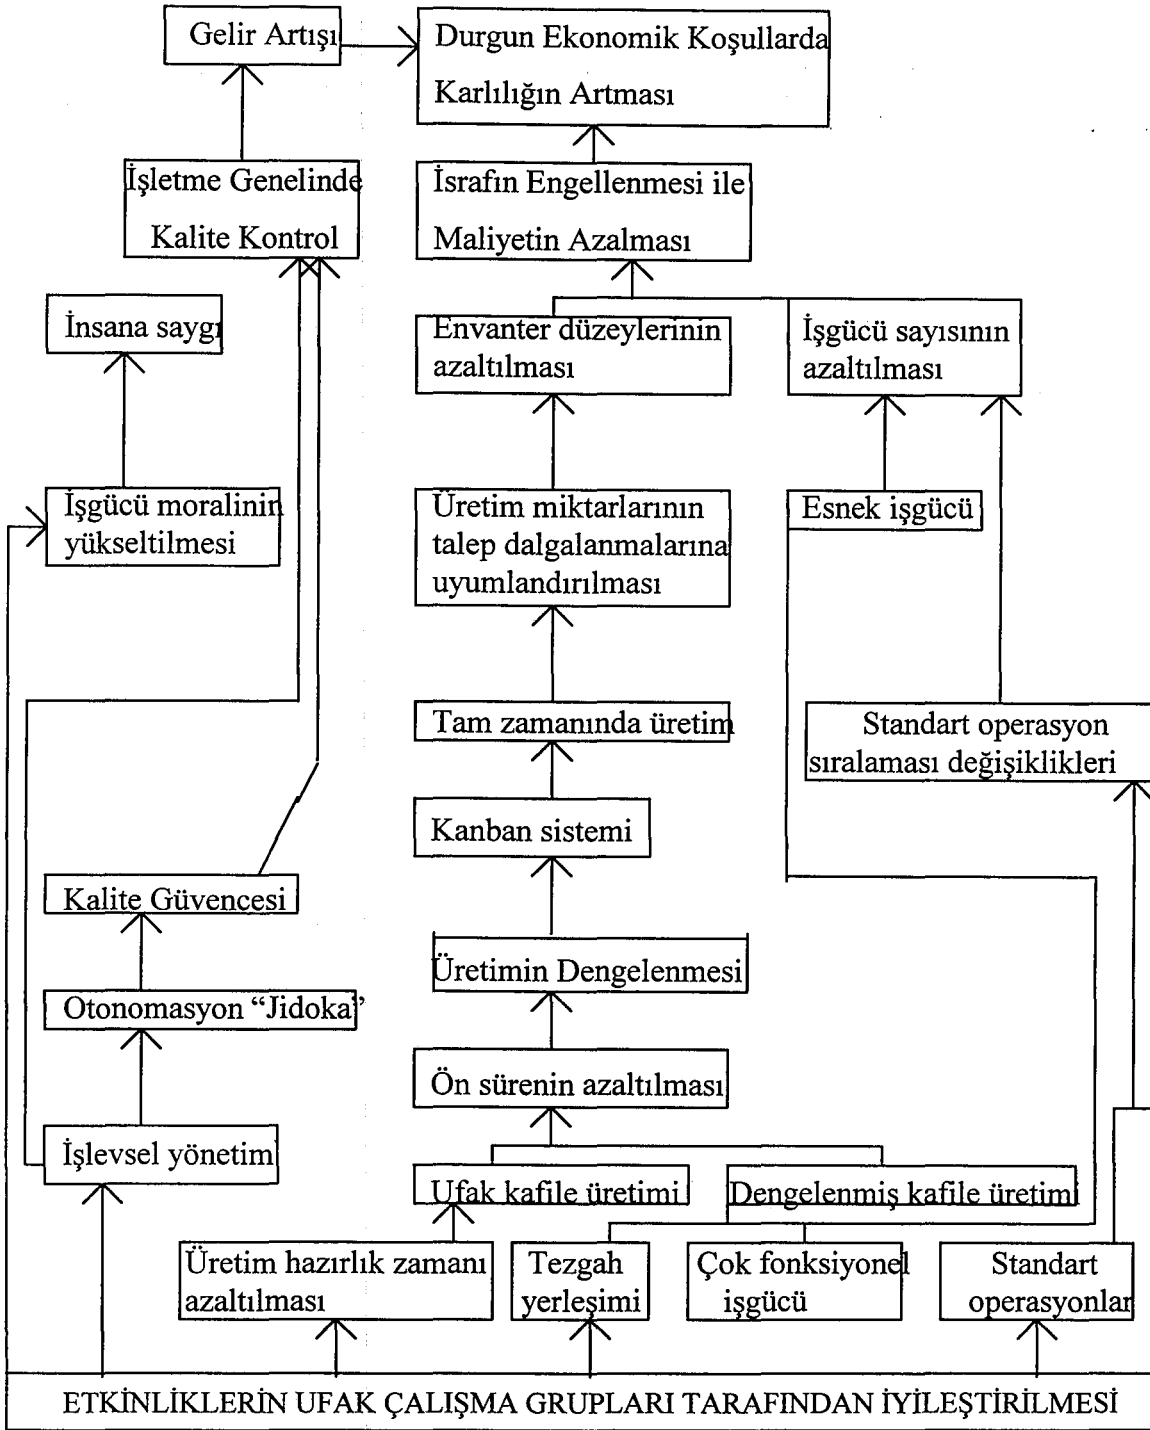 Gelir Artışı
Durgun Ekonomik Koşullarda
Karlılığın Artması
İşletme Genelinde
Kalite Kontrol
İsrafın Engellenmesi ile
Maliyetin Azalması
İnsana saygı
Envanter düzeylerinin
azaltılması
İşgücü sayısının
azaltılması
İşgücü moralinin
yükseltilmesi
Üretim miktarlarının
talep dalgalanmalarına
uyumlandırılması
Esnek işgücü
Tam zamanında üretim
Standart operasyon
sıralaması değişiklikleri
Kanban sistemi
Kalite Güvencesi
Üretimin Dengelenmesi
Otonomasyon “Jidoka”
Ön sürenin azaltılması
İşlevsel yönetim
Ufak kafile üretimi
Dengelenmiş kafile üretimi
Üretim hazırlık zamanı
azaltılması
Tezgah
yerleşimi
Çok fonksiyonel
işgücü
Standart
operasyonlar
ETKİNLİKLERİN UFAK ÇALIŞMA GRUPLARI TARAFINDAN İYİLEŞTİRİLMESİ